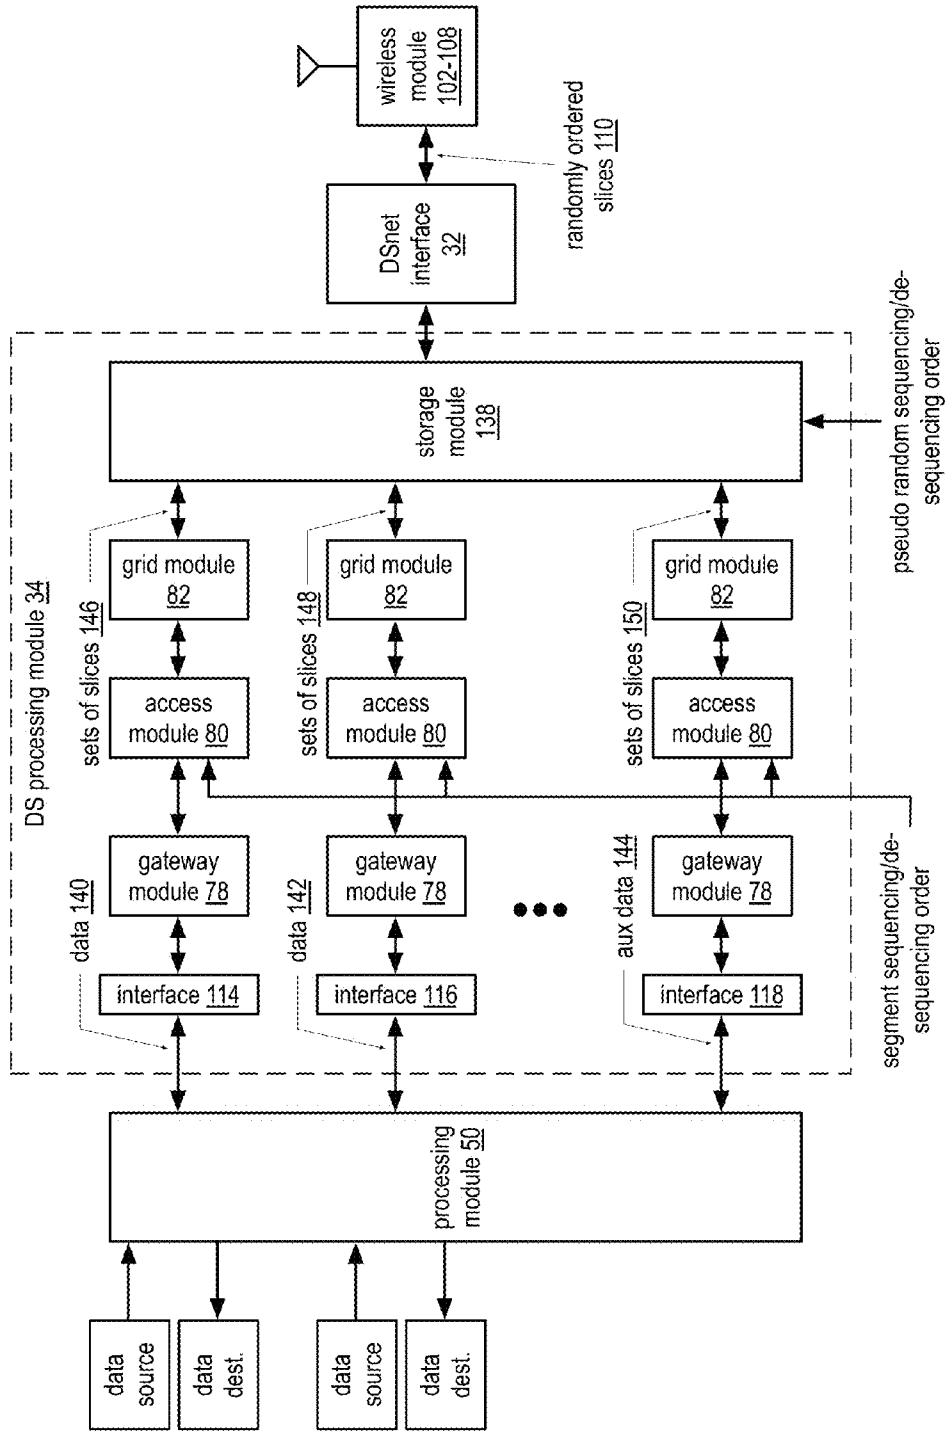 data
source
data
dest.
data
source
data
dest.
processing
module 50
DS processing module 34
data 140
interface 114
gateway
module 78
access
module 80
sets of slices 146
grid module
82
data 142
interface 116
gateway
module 78
access
module 80
sets of slices 148
grid module
82
aux data 144
interface 118
gateway
module 78
access
module 80
sets of slices 150
grid module
82
segment sequencing/de-
sequencing order
storage
module
138
pseudo random sequencing/de-
sequencing order
DSnet
interface
32
randomly ordered
slices 110
wireless
module
102-108